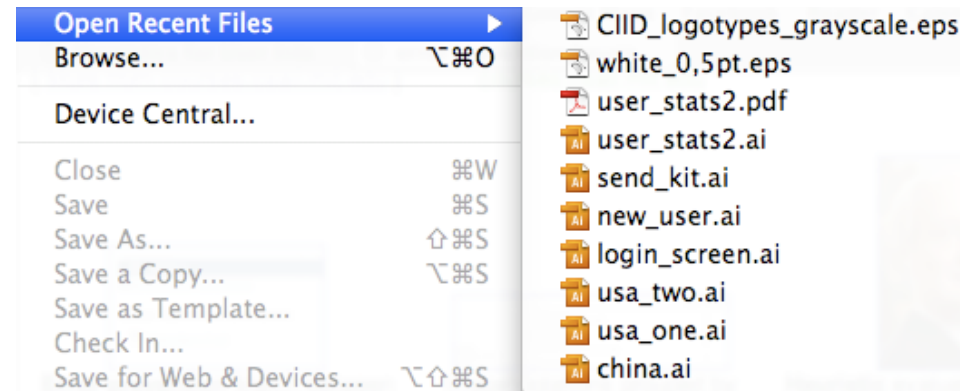 Open Recent Files ▶
Browse... ⌥⌘O
Device Central...
Close ⌘W
Save ⌘S
Save As... ⇧⌘S
Save a Copy... ⌥⌘S
Save as Template...
Check In...
Save for Web & Devices... ⌥⇧⌘S
CIID_logotypes_grayscale.eps
white_0,5pt.eps
user_stats2.pdf
user_stats2.ai
send_kit.ai
new_user.ai
login_screen.ai
usa_two.ai
usa_one.ai
china.ai